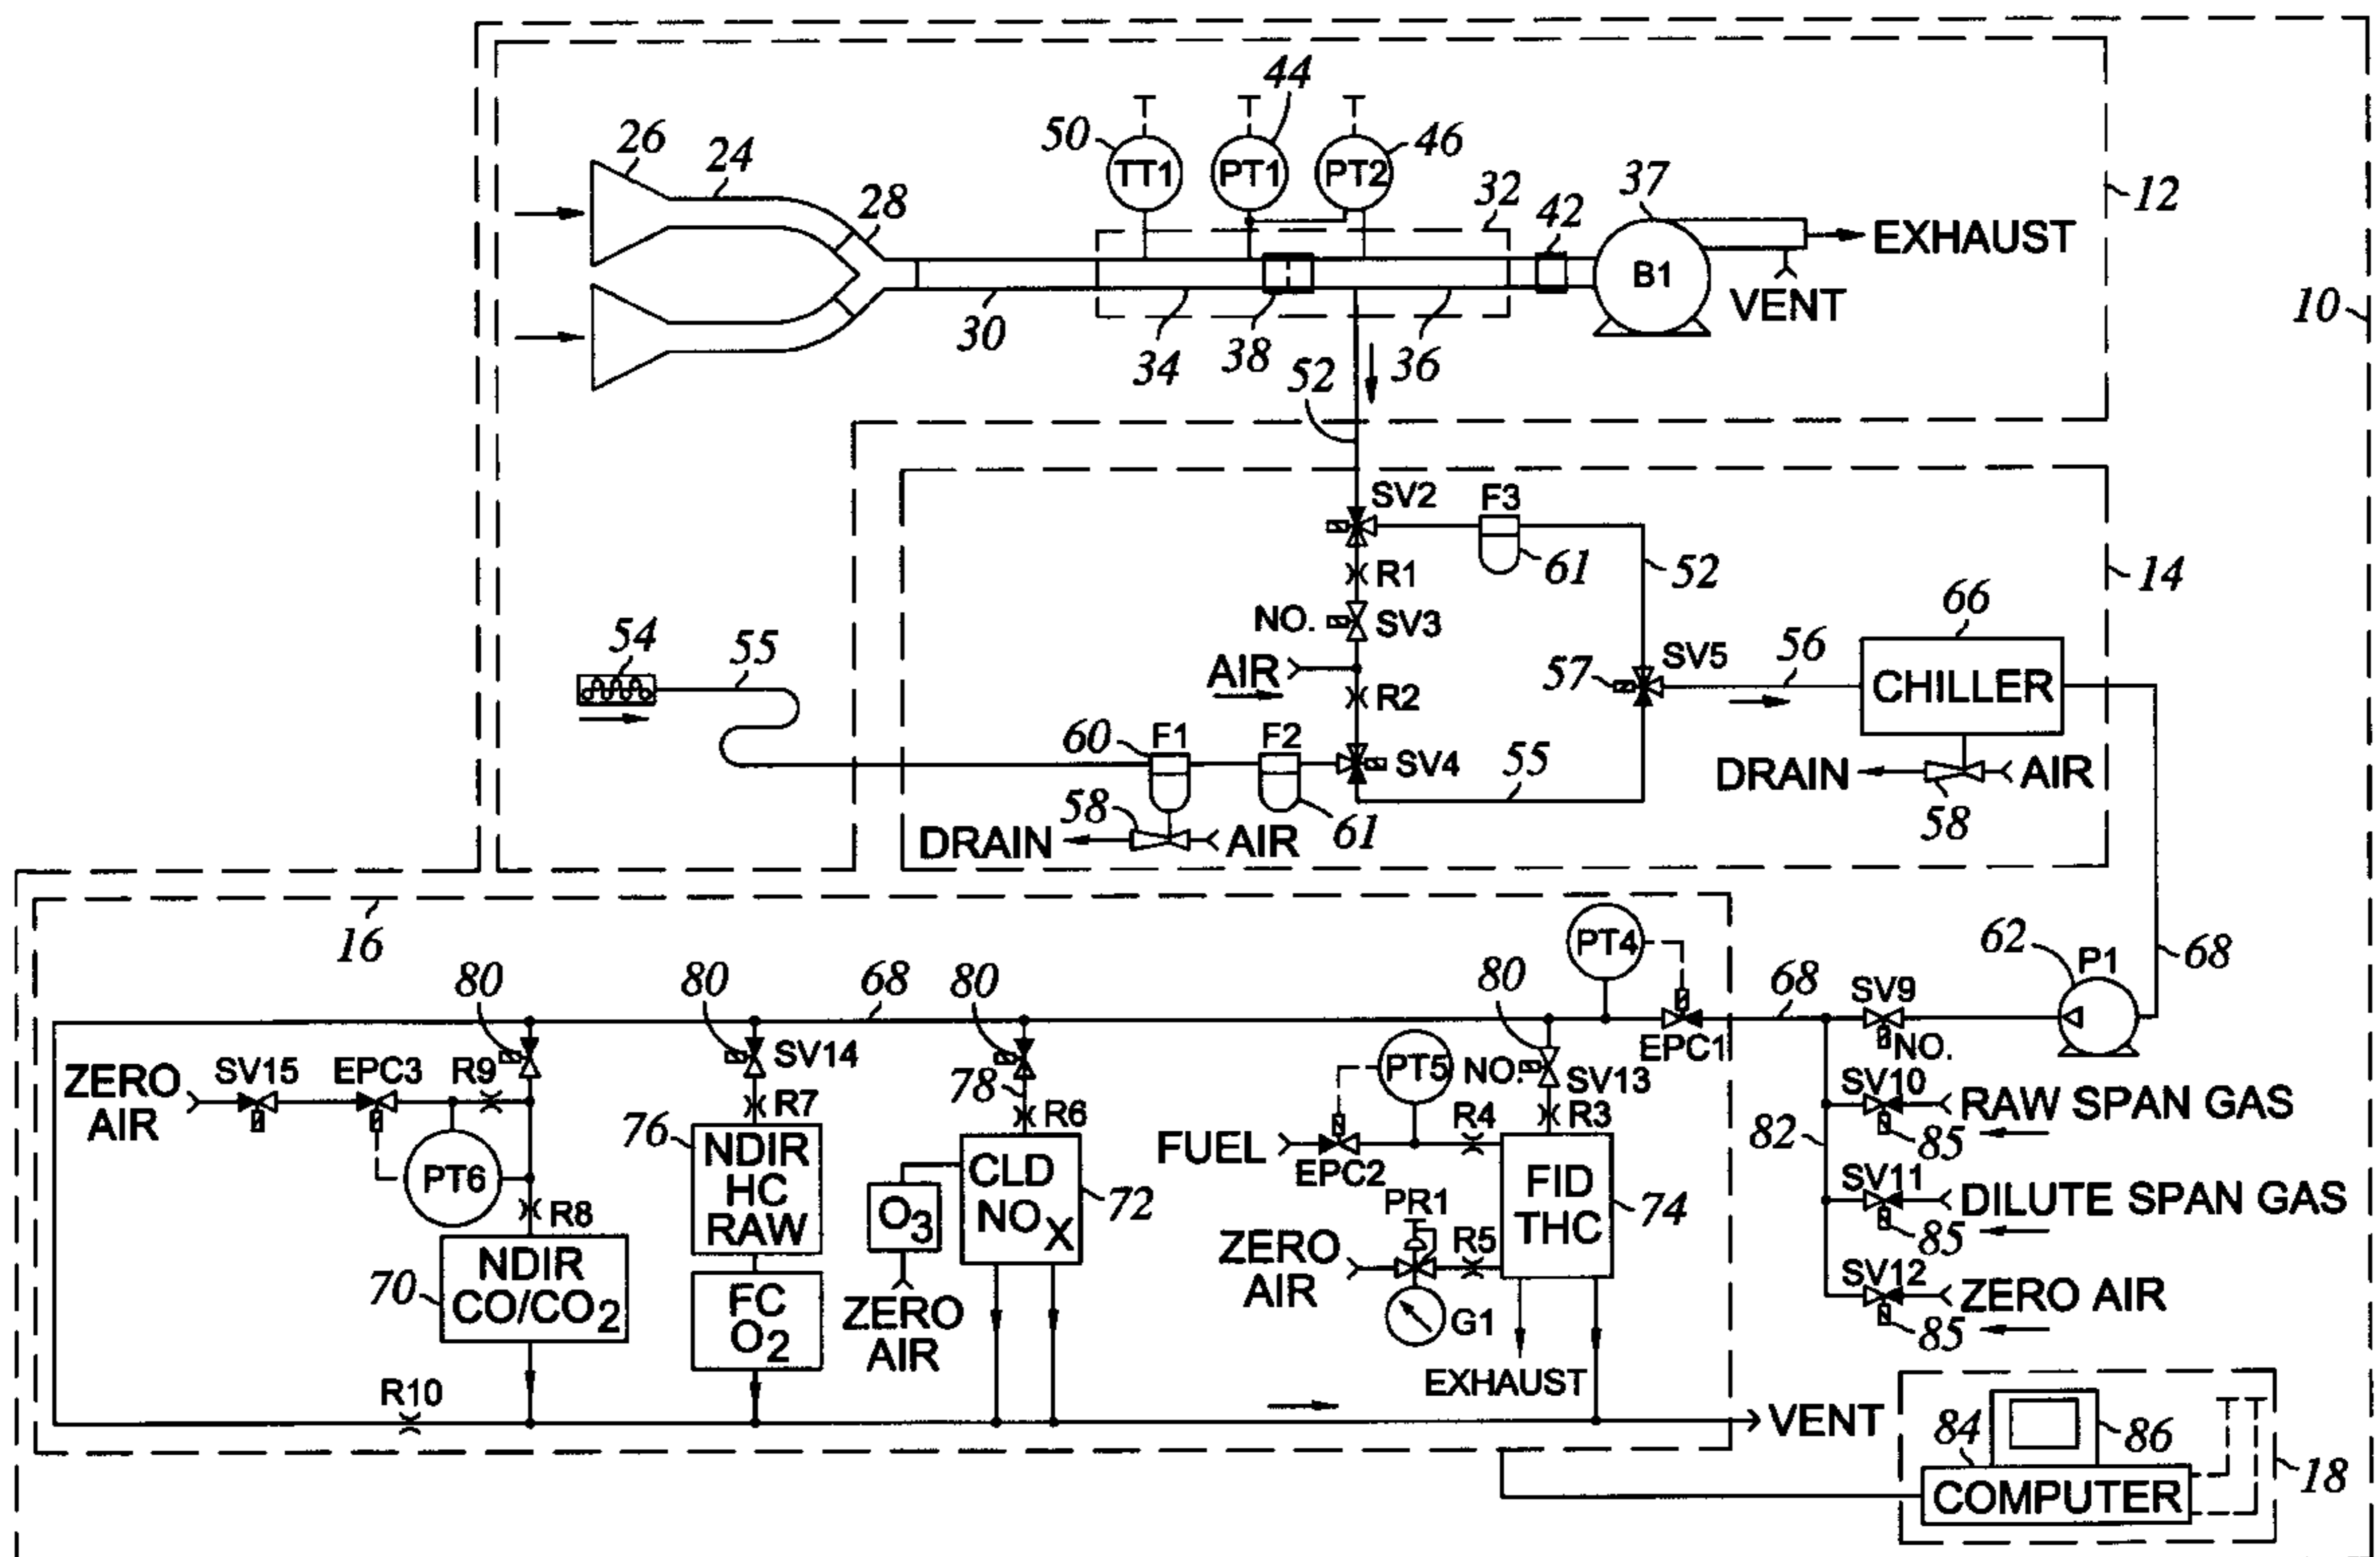 44
26
24
50
46
TT1
PT1
PT2
28
32
42
37
12
EXHAUST
B1
VENT
10
30
34
38
36
52
SV2
F3
R1
61
52
14
NO.
SV3
66
54
55
AIR
R2
57
SV5
56
CHILLER
60
F1
F2
SV4
55
DRAIN
AIR
58
58
61
DRAIN
AIR
16
PT4
62
P1
68
80
80
68
80
80
68
SV9
NO.
EPC1
ZERO
AIR
SV15
EPC3
R9
SV14
78
PT5
NO.
SV13
SV10
RAW SPAN GAS
R7
R6
R4
R3
82
85
76
NDIR
HC
RAW
CLD
NOX
72
FUEL
EPC2
FID
THC
74
SV11
DILUTE SPAN GAS
85
PT6
R8
O3
PR1
ZERO
AIR
R5
SV12
ZERO AIR
85
70
NDIR
CO/CO2
FC
O2
ZERO
AIR
G1
EXHAUST
R10
VENT
84
86
18
COMPUTER